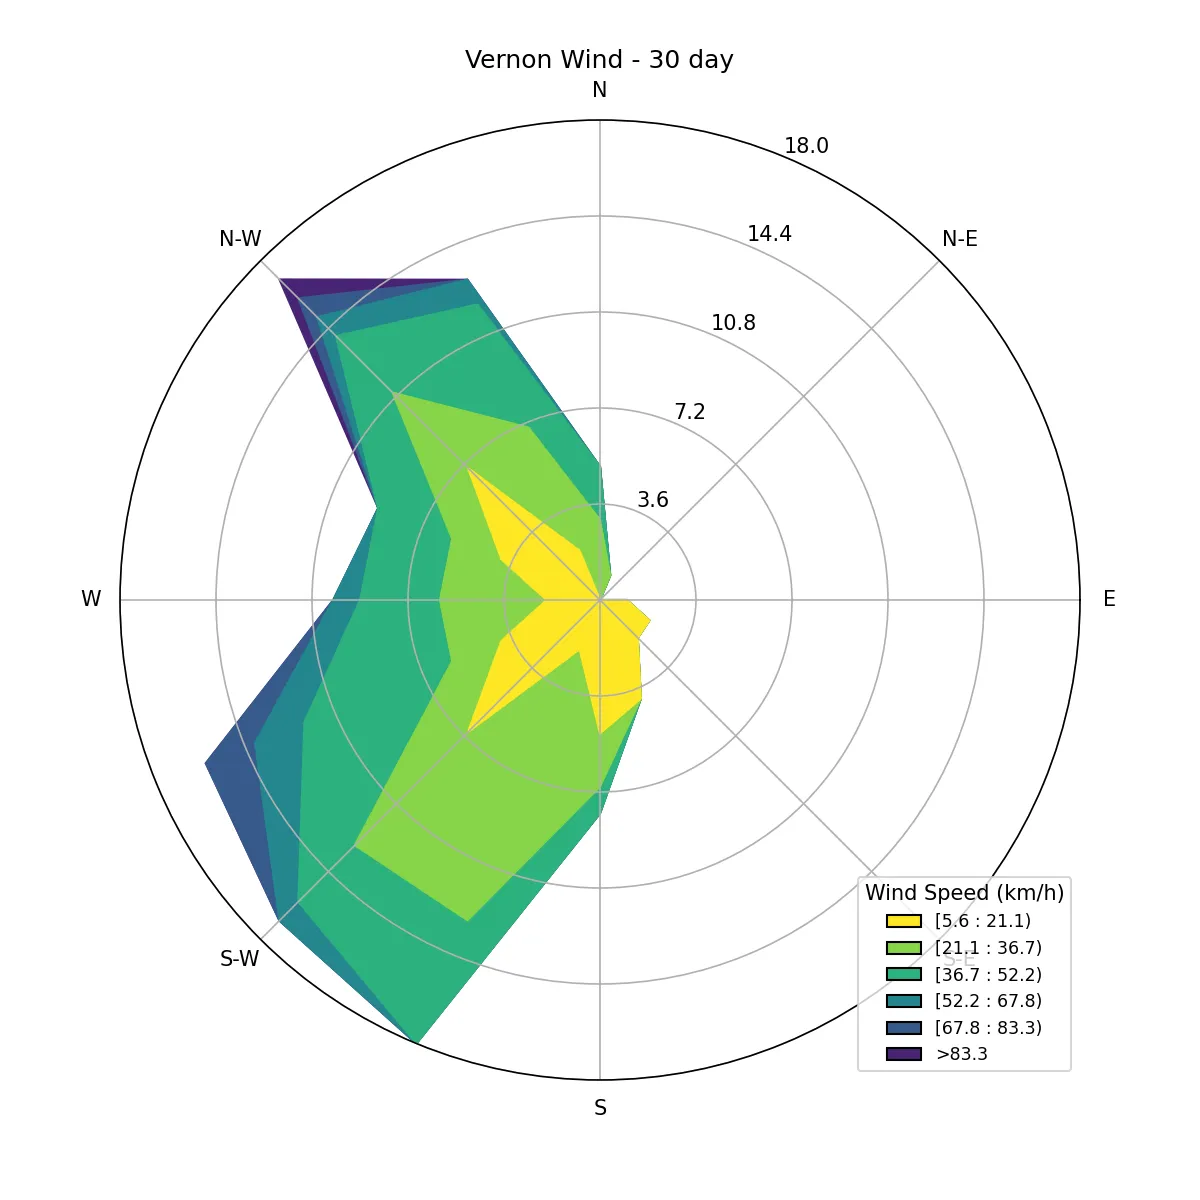 Vernon Wind - 30 day
N
18.0
14.4
N-W
N-E
10.8
7.2
3.6
W
E
Wind Speed (km/h)
[5.6 : 21.1)
[21.1 : 36.7)
S-W
S-E
[36.7 : 52.2)
[52.2 : 67.8)
[67.8 : 83.3)
>83.3
S